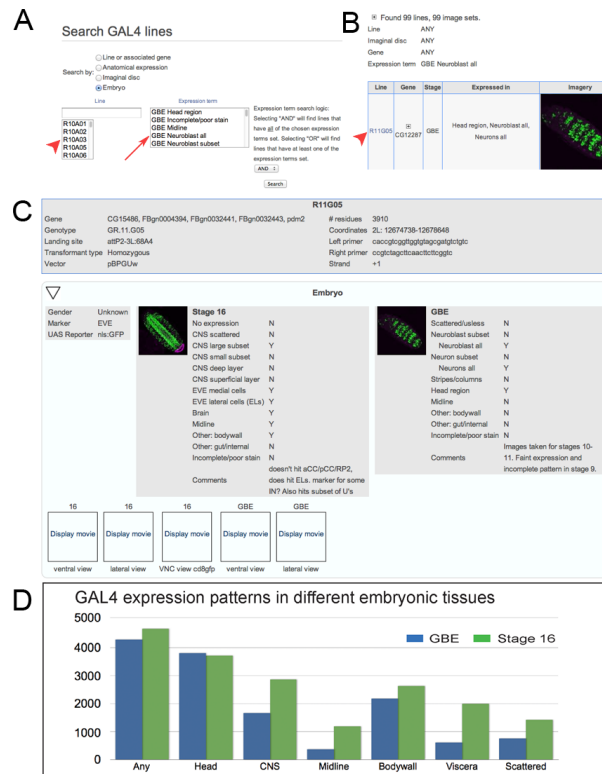 A
Search GAL4 lines
Search by:
Line or associated gene
Anatomical expression
Imaginal disc
Embryo
Line
R10A01
R10A02
R10A03
R10A05
R10A06
Expression term
GBE Head region
GBE Incomplete/poor stain
GBE Midline
GBE Neuroblast all
GBE Neuroblast subset
Expression term search logic:
Selecting "AND" will find lines
that have all of the chosen expression
terms set. Selecting "OR" will find
lines that have at least one of the
expression terms set.
AND
Search
B
Found 99 lines, 99 image sets.
Line ANY
Imaginal disc ANY
Gene ANY
Expression term GBE Neuroblast all
Line Gene Stage Expressed in Imagery
R11G05 CG12287 GBE Head region, Neuroblast all, Neurons all
C
R11G05
Gene CG15486, FBgn0004394, FBgn0032441, FBgn0032443, pdm2
Genotype GR.11.G05
Landing site attP2-3L:68A4
Transformant type Homozygous
Vector pBPGUw
# residues 3910
Coordinates 2L: 12674738-12678648
Left primer caccgtcggttggtgtagcgatgtctgtc
Right primer ccgtctagcttcaacttcttcggtc
Strand +1
Embryo
Gender Unknown
Marker EVE
UAS Reporter nls:GFP
Stage 16
No expression N
CNS scattered N
CNS large subset Y
CNS small subset N
CNS deep layer N
CNS superficial layer N
EVE medial cells Y
EVE lateral cells (ELs) Y
Brain Y
Midline Y
Other: bodywall Y
Other: gut/internal N
Incomplete/poor stain N
Comments
doesn't hit aCC/pCC/RP2,
does hit ELs. marker for some
IN? Also hits subset of U's
GBE
Scattered/useless N
Neuroblast subset N
Neuroblast all Y
Neuron subset N
Neurons all Y
Stripes/columns N
Head region Y
Midline N
Other: bodywall N
Other: gut/internal N
Incomplete/poor stain N
Comments
Images taken for stages 10-
11. Faint expression and
incomplete pattern in stage 9.
16 16 16 GBE GBE
Display movie Display movie Display movie Display movie Display movie
ventral view lateral view VNC view cd8gfp ventral view lateral view
D
GAL4 expression patterns in different embryonic tissues
GBE Stage 16
5000
4000
3000
2000
1000
0
Any Head CNS Midline Bodywall Viscera Scattered